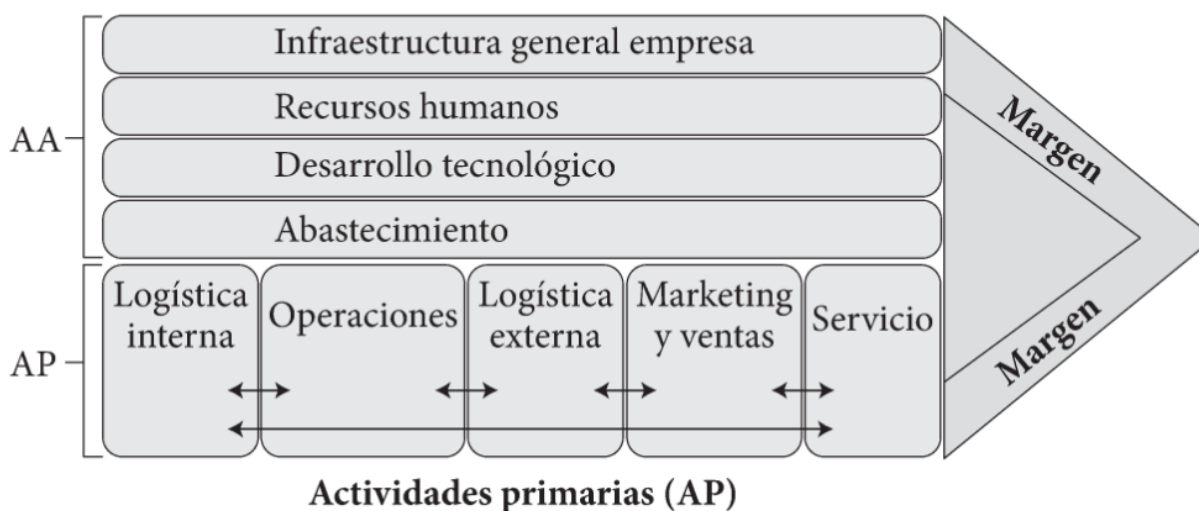 Infraestructura general empresa
Recursos humanos
AA
Desarrollo tecnológico
Abastecimiento
Margen
Logística
interna
Operaciones
Logística
externa
Marketing
y ventas
Servicio
AP
Margen
Actividades primarias (AP)